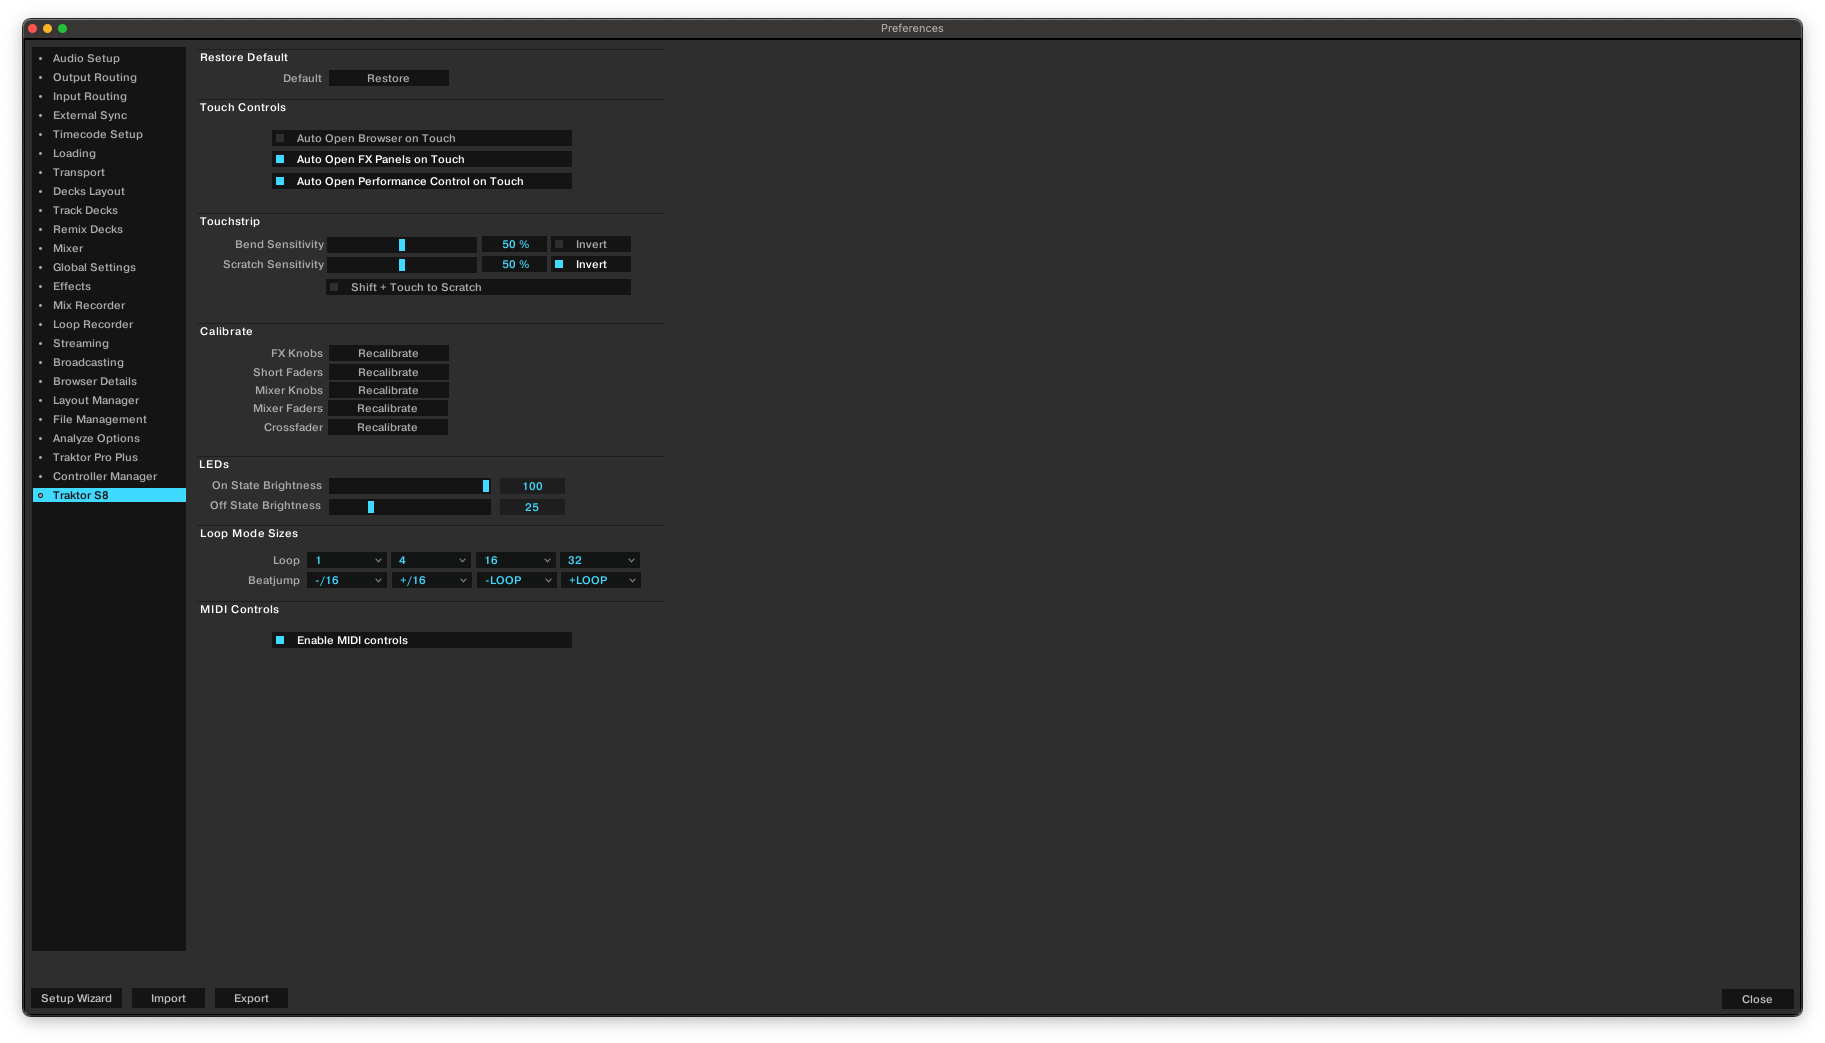 Preferences
Audio Setup
Output Routing
Input Routing
External Sync
Timecode Setup
Loading
Transport
Decks Layout
Track Decks
Remix Decks
Mixer
Global Settings
Effects
Mix Recorder
Loop Recorder
Streaming
Broadcasting
Browser Details
Layout Manager
File Management
Analyze Options
Traktor Pro Plus
Controller Manager
Traktor S8
Restore Default
Default Restore
Touch Controls
Auto Open Browser on Touch
Auto Open FX Panels on Touch
Auto Open Performance Control on Touch
Touchstrip
Bend Sensitivity 50 % Invert
Scratch Sensitivity 50 % Invert
Shift + Touch to Scratch
Calibrate
FX Knobs Recalibrate
Short Faders Recalibrate
Mixer Knobs Recalibrate
Mixer Faders Recalibrate
Crossfader Recalibrate
LEDs
On State Brightness 100
Off State Brightness 25
Loop Mode Sizes
Loop 1 4 16 32
Beatjump -/16 +/16 -LOOP +LOOP
MIDI Controls
Enable MIDI controls
Setup Wizard Import Export Close